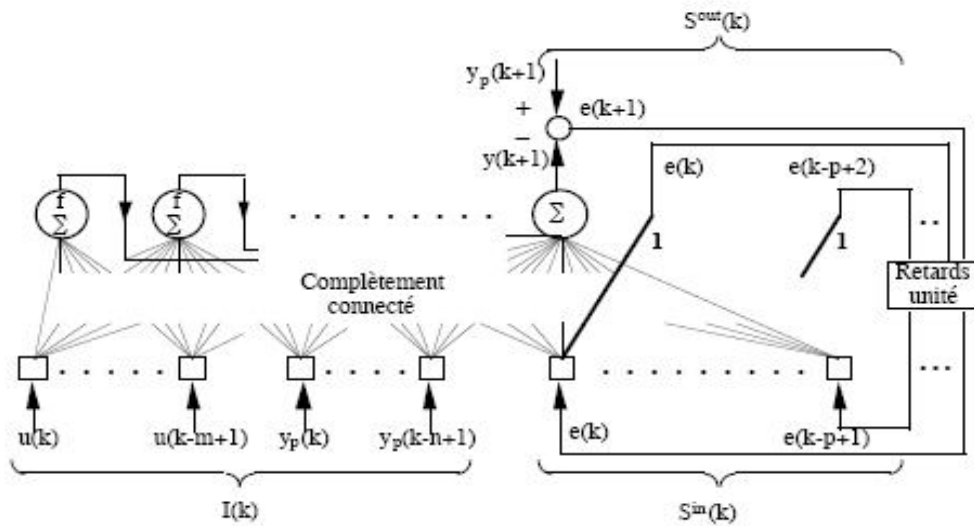 S^out(k)
y_p(k+1)
+
e(k+1)
−
y(k+1)
e(k)
e(k-p+2)
f
Σ
f
Σ
. . . . . . . . .
Σ
1
1
..
Complètement
connecté
Retards
unité
. . . . .
. . . .
. . . . . . . . .
...
u(k)
u(k-m+1)
y_p(k)
y_p(k-n+1)
e(k)
e(k-p+1)
I(k)
S^in(k)